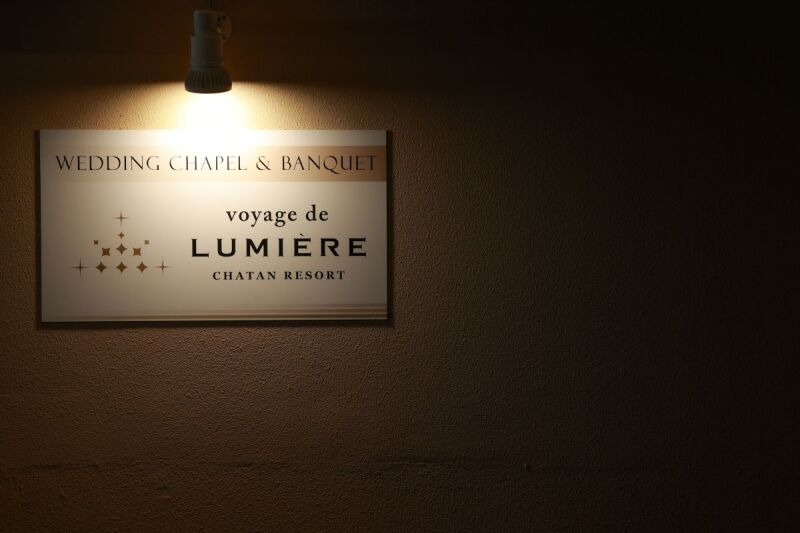 WEDDING CHAPEL & BANQUET
voyage de
LUMIÈRE
CHATAN RESORT